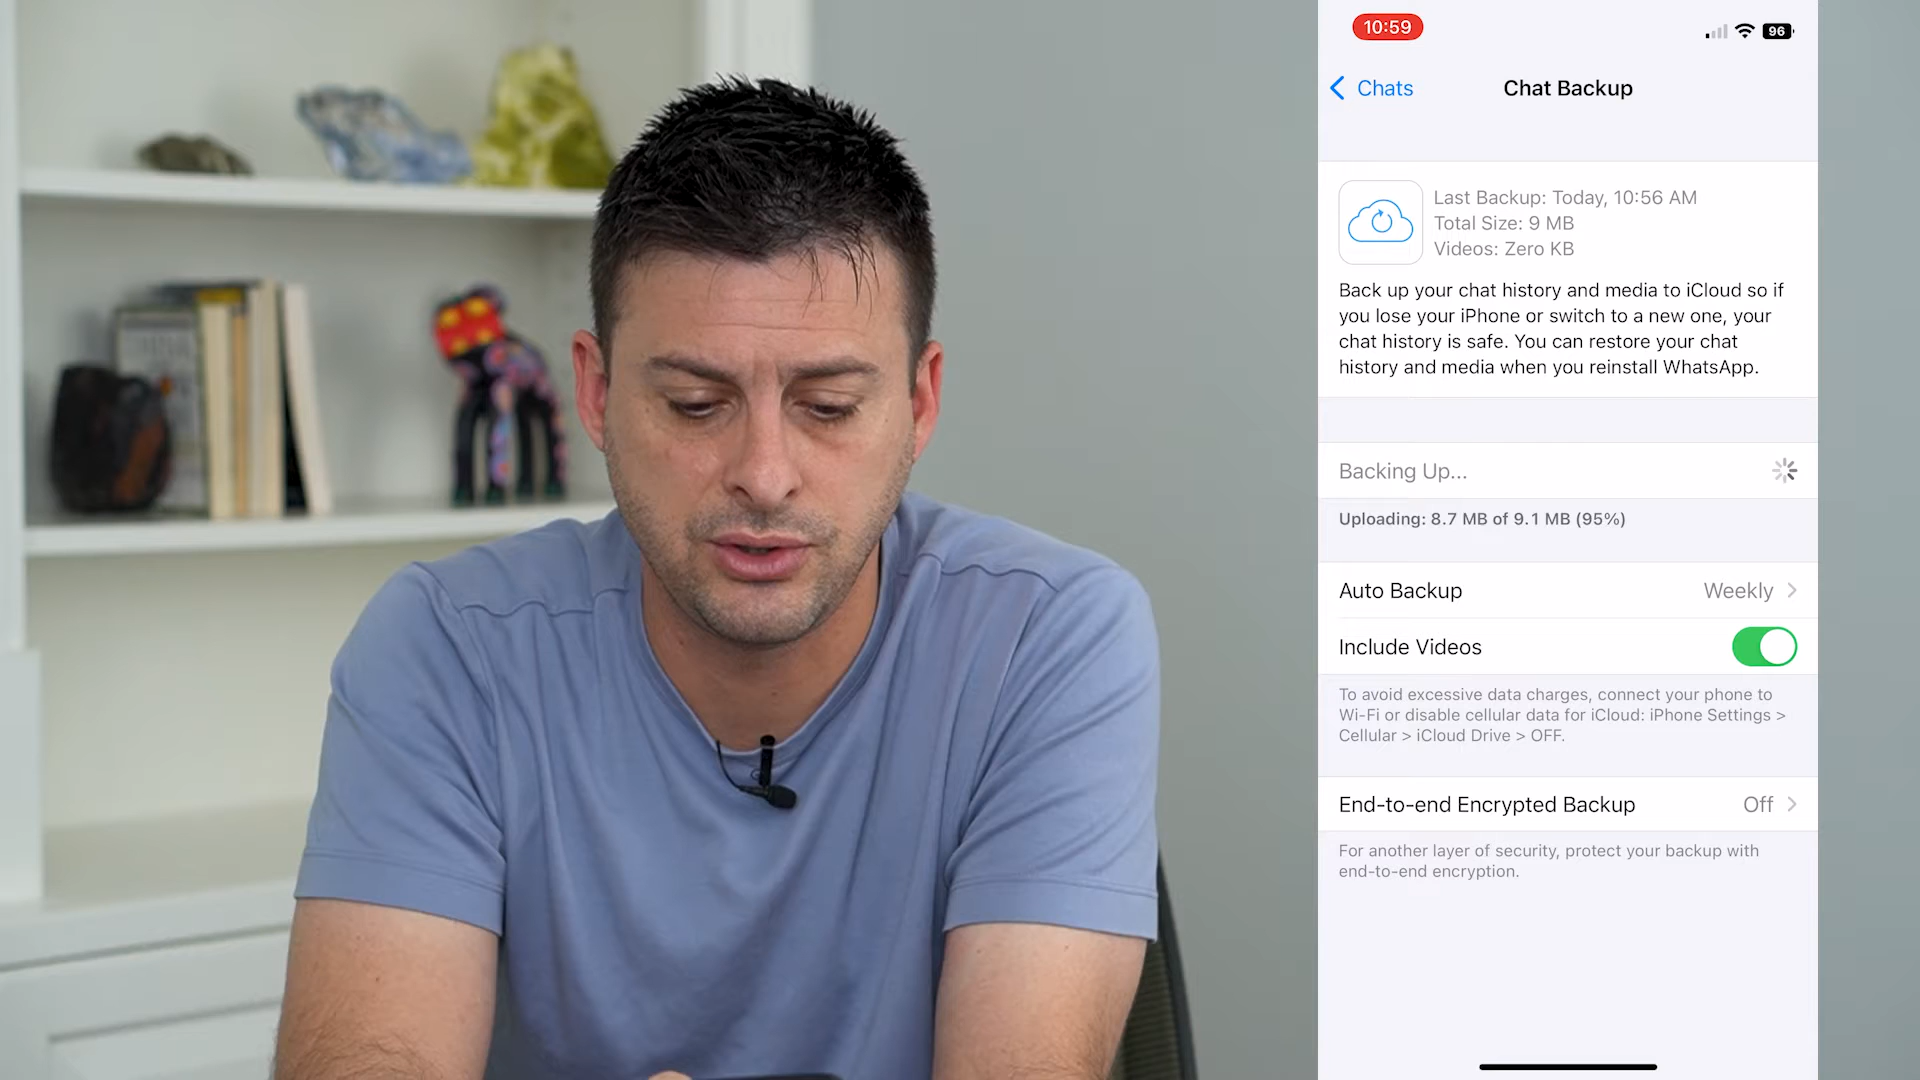 10:59
96
Chats
Chat Backup
Last Backup: Today, 10:56 AM
Total Size: 9 MB
Videos: Zero KB
Back up your chat history and media to iCloud so if
you lose your iPhone or switch to a new one, your
chat history is safe. You can restore your chat
history and media when you reinstall WhatsApp.
Backing Up...
Uploading: 8.7 MB of 9.1 MB (95%)
Auto Backup
Weekly
Include Videos
To avoid excessive data charges, connect your phone to
Wi-Fi or disable cellular data for iCloud: iPhone Settings >
Cellular > iCloud Drive > OFF.
End-to-end Encrypted Backup
Off
For another layer of security, protect your backup with
end-to-end encryption.